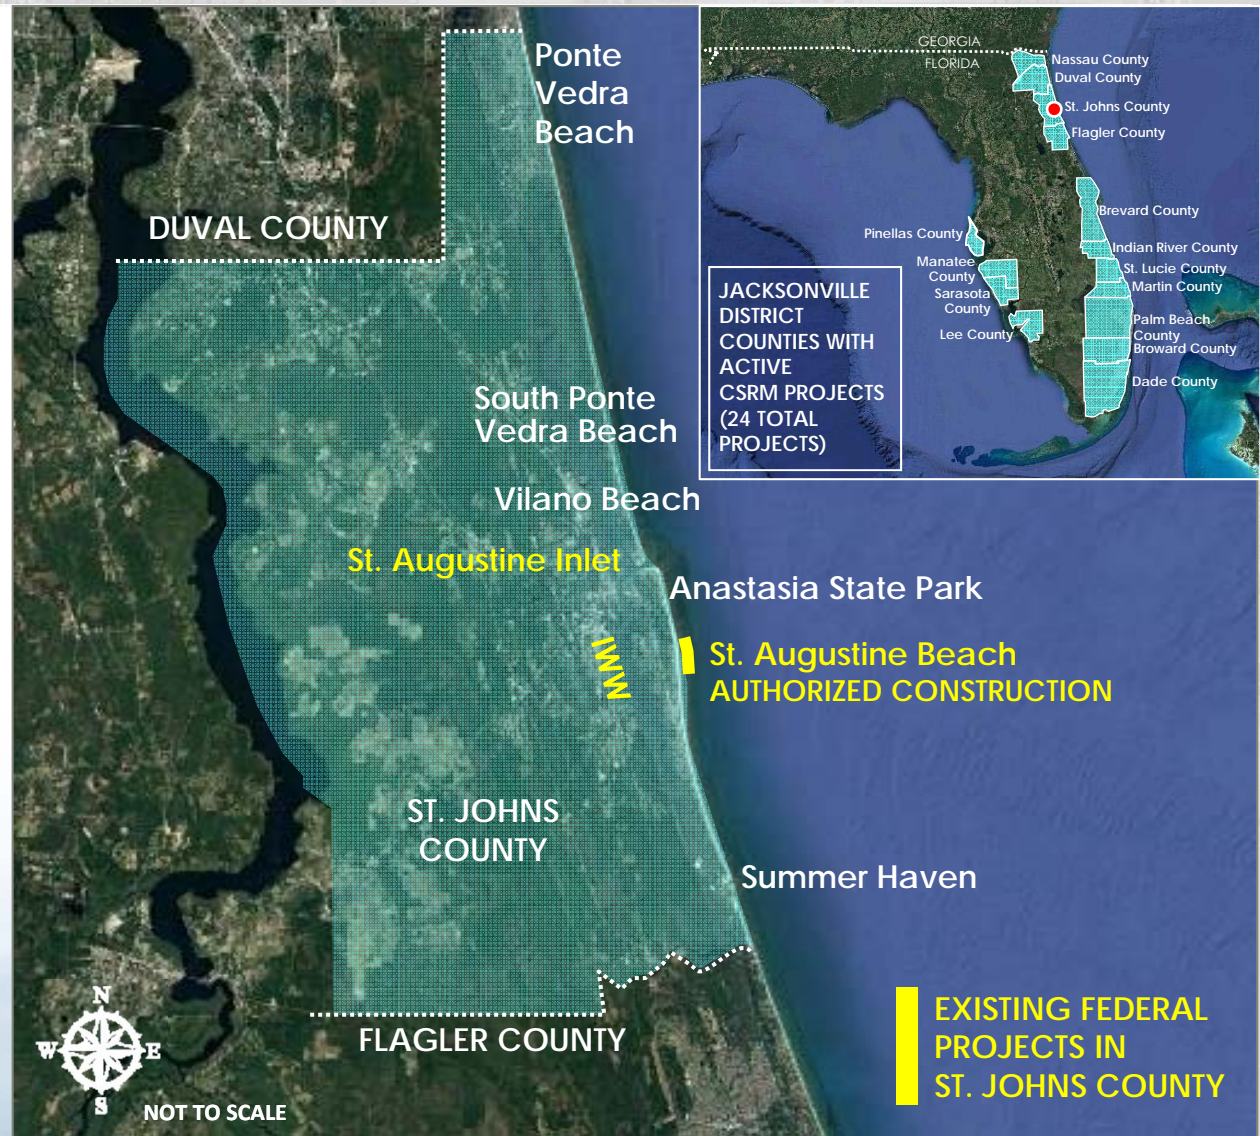 Ponte
Vedra
Beach
DUVAL COUNTY
South Ponte
Vedra Beach
Vilano Beach
St. Augustine Inlet
Anastasia State Park
IWW
St. Augustine Beach
AUTHORIZED CONSTRUCTION
ST. JOHNS
COUNTY
Summer Haven
FLAGLER COUNTY
N
W
E
S
NOT TO SCALE
EXISTING FEDERAL
PROJECTS IN
ST. JOHNS COUNTY
GEORGIA
FLORIDA
Nassau County
Duval County
St. Johns County
Flagler County
Brevard County
Indian River County
St. Lucie County
Martin County
Palm Beach
County
Broward County
Dade County
Pinellas County
Manatee
County
Sarasota
County
Lee County
JACKSONVILLE
DISTRICT
COUNTIES WITH
ACTIVE
CSRM PROJECTS
(24 TOTAL
PROJECTS)